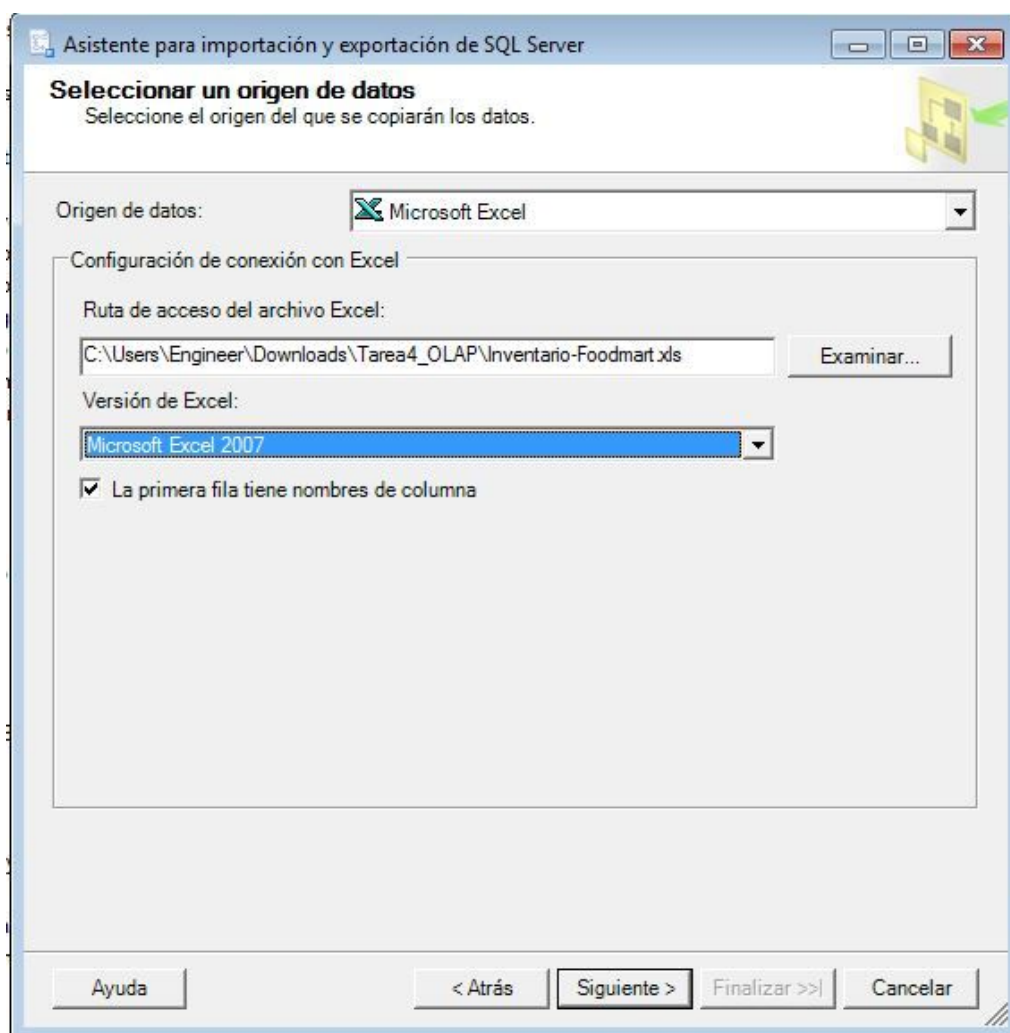 Asistente para importación y exportación de SQL Server
Seleccionar un origen de datos
Seleccione el origen del que se copiarán los datos.
Origen de datos:
Microsoft Excel
Configuración de conexión con Excel
Ruta de acceso del archivo Excel:
C:\Users\Engineer\Downloads\Tarea4_OLAP\Inventario-Foodmart.xls
Examinar...
Versión de Excel:
Microsoft Excel 2007
La primera fila tiene nombres de columna
Ayuda
< Atrás
Siguiente >
Finalizar >>|
Cancelar